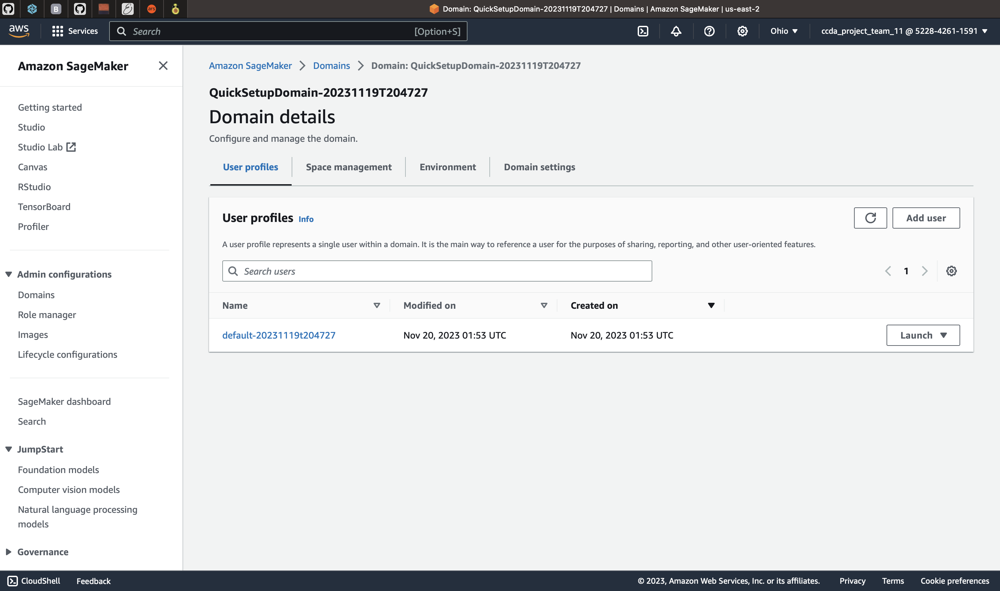 B
ars
Domain: QuickSetupDomain-20231119T204727 | Domains | Amazon SageMaker | us-east-2
aws
Services
Search
[Option+S]
Ohio
ccda_project_team_11 @ 5228-4261-1591
Amazon SageMaker
Getting started
Studio
Studio Lab
Canvas
RStudio
TensorBoard
Profiler
Admin configurations
Domains
Role manager
Images
Lifecycle configurations
SageMaker dashboard
Search
JumpStart
Foundation models
Computer vision models
Natural language processing
models
Governance
Amazon SageMaker > Domains > Domain: QuickSetupDomain-20231119T204727
QuickSetupDomain-20231119T204727
Domain details
Configure and manage the domain.
User profiles
Space management
Environment
Domain settings
User profiles Info
Add user
A user profile represents a single user within a domain. It is the main way to reference a user for the purposes of sharing, reporting, and other user-oriented features.
Search users
1
Name
Modified on
Created on
default-20231119t204727
Nov 20, 2023 01:53 UTC
Nov 20, 2023 01:53 UTC
Launch
CloudShell
Feedback
© 2023, Amazon Web Services, Inc. or its affiliates.
Privacy
Terms
Cookie preferences